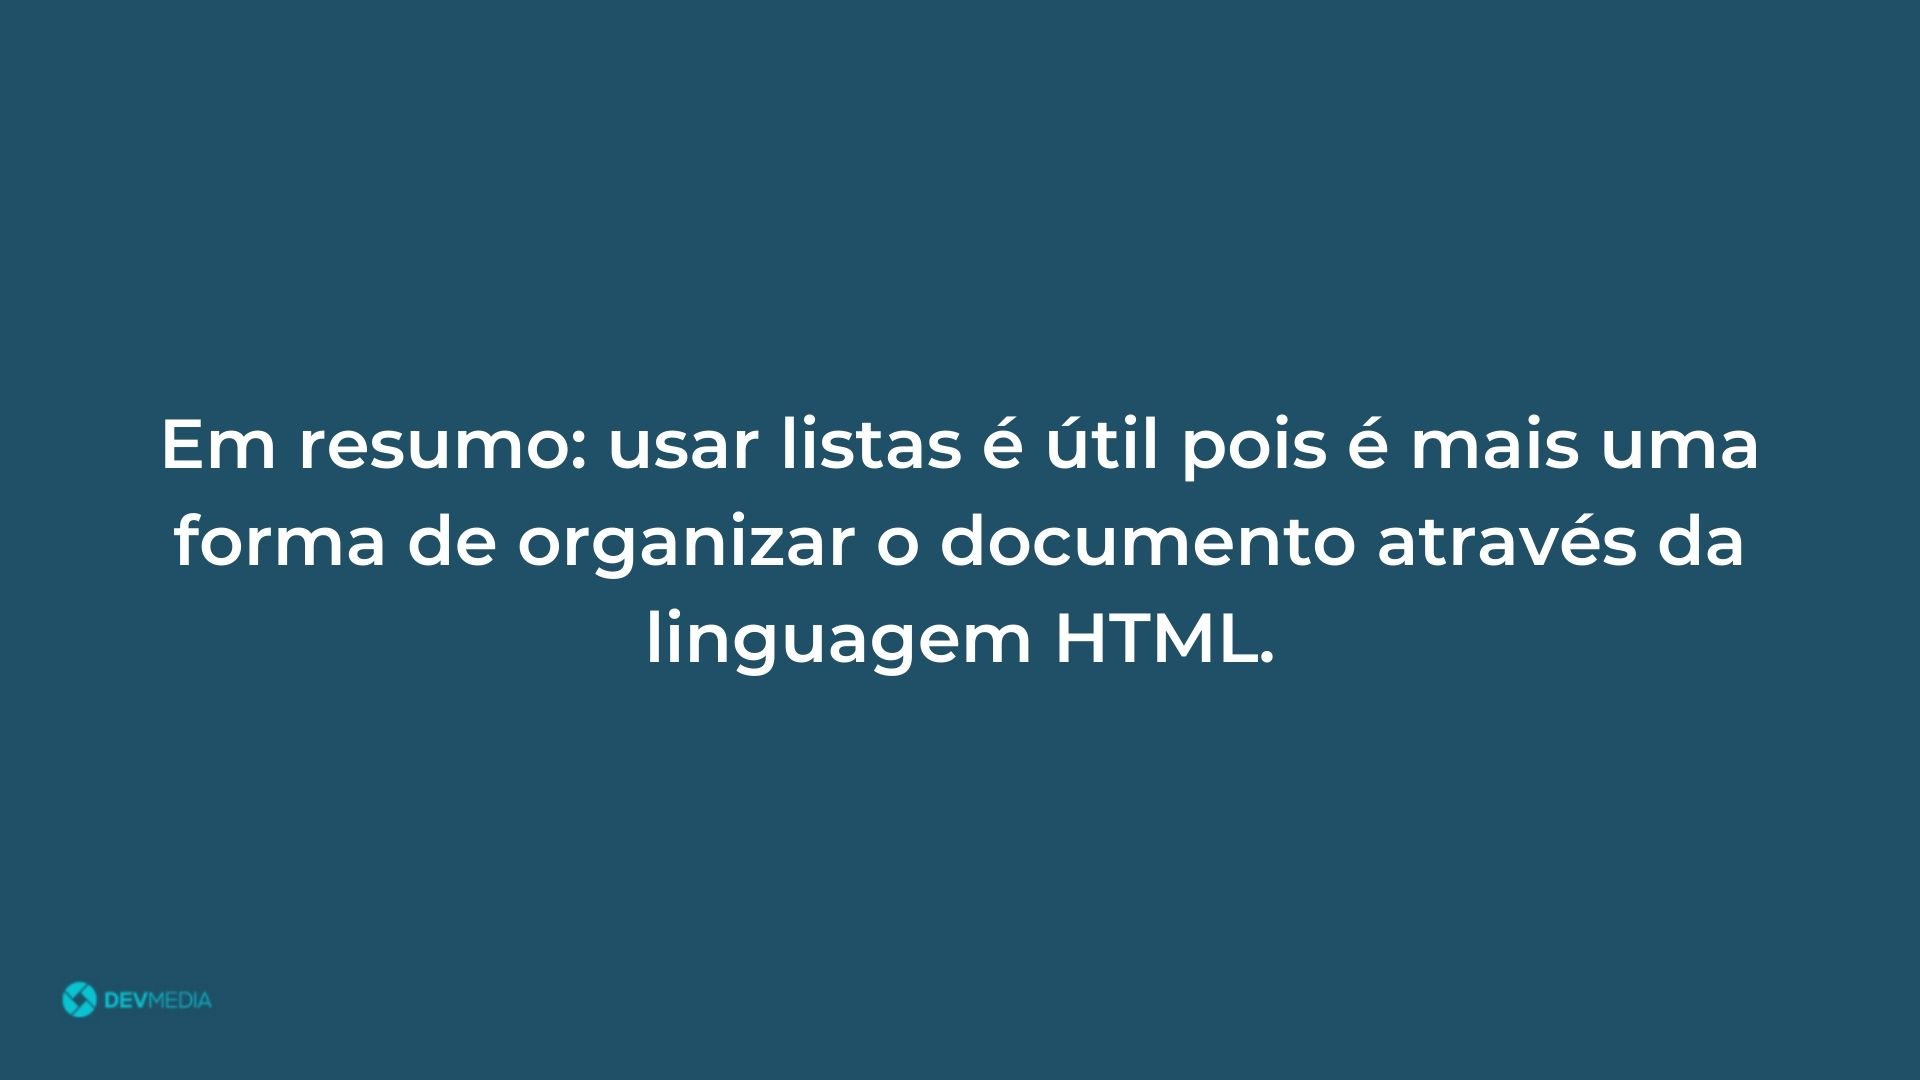 Em resumo: usar listas é útil pois é mais uma
forma de organizar o documento através da
linguagem HTML.
DEVMEDIA